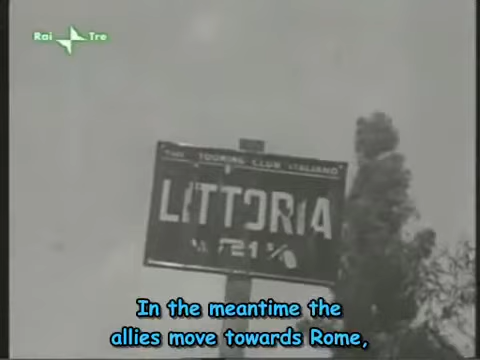 Rai Tre
TOURING CLUB ITALIANO
LITTORIA
In the meantime the
allies move towards Rome,